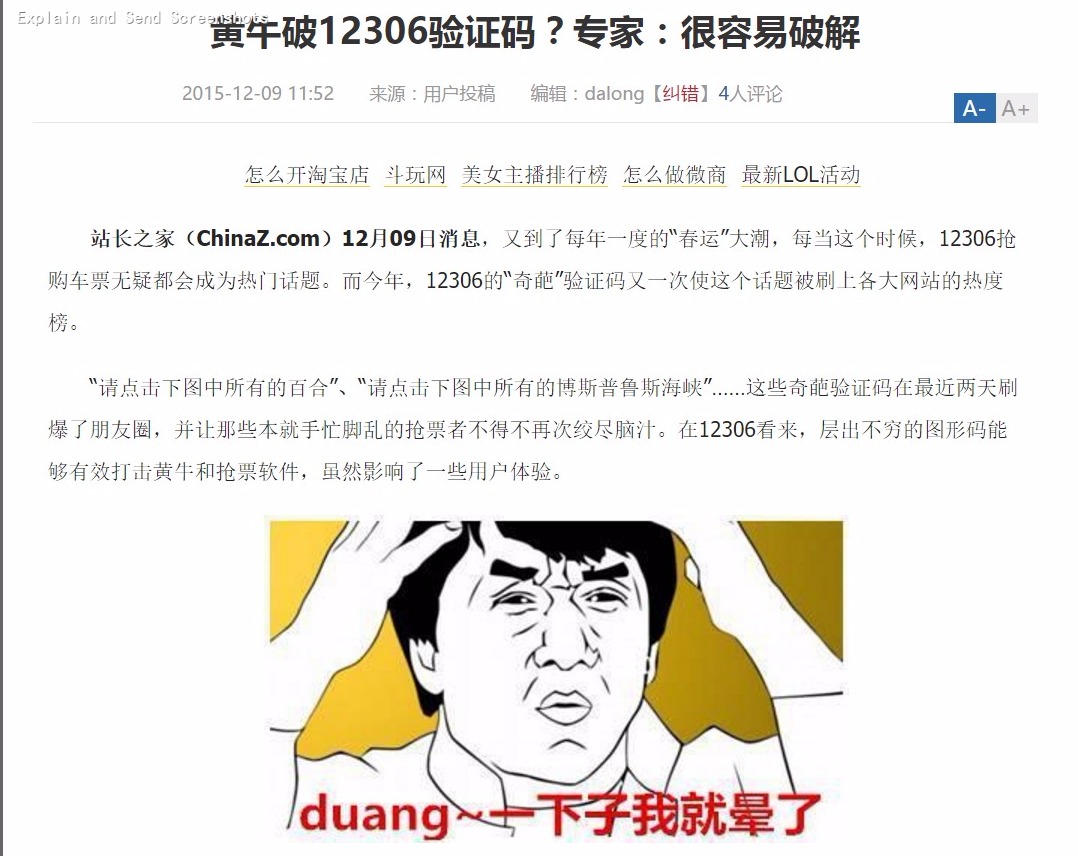 Explain and Send Screenshots
黄牛破12306验证码？专家：很容易破解
2015-12-09 11:52 来源：用户投稿 编辑：dalong【纠错】4人评论
A- A+
怎么开淘宝店 斗玩网 美女主播排行榜 怎么做微商 最新LOL活动
站长之家（ChinaZ.com）12月09日消息，又到了每年一度的“春运”大潮，每当这个时候，12306抢
购车票无疑都会成为热门话题。而今年，12306的“奇葩”验证码又一次使这个话题被刷上各大网站的热度
榜。
“请点击下图中所有的百合”、“请点击下图中所有的博斯普鲁斯海峡”……这些奇葩验证码在最近两天刷
爆了朋友圈，并让那些本就手忙脚乱的抢票者不得不再次绞尽脑汁。在12306看来，层出不穷的图形码能
够有效打击黄牛和抢票软件，虽然影响了一些用户体验。
duang~一下子我就晕了